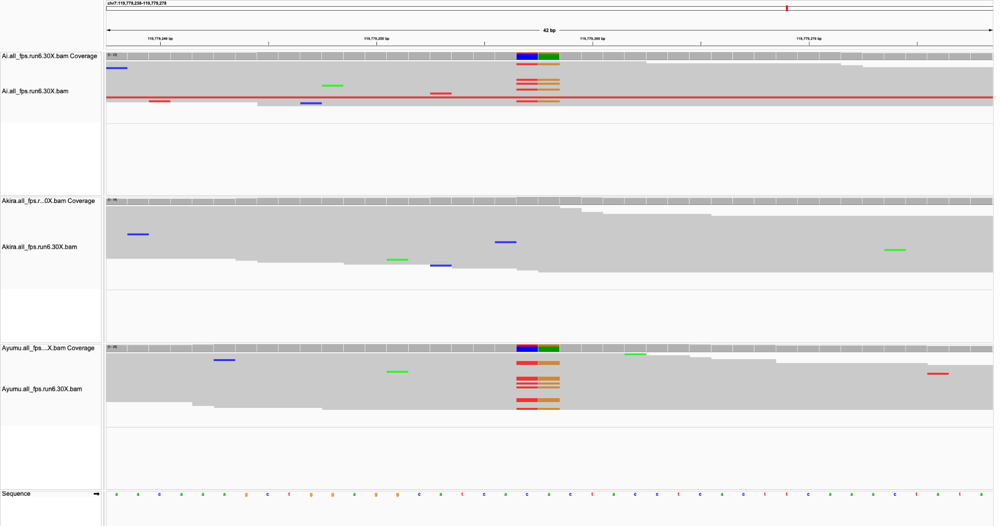 chr7:119,779,238-119,779,278
42 bp
119,779,240 bp 119,779,250 bp 119,779,260 bp 119,779,270 bp
Ai.all_fps.run6.30X.bam Coverage
[0 - 23]
Ai.all_fps.run6.30X.bam
Akira.all_fps.r...0X.bam Coverage
[0 - 34]
Akira.all_fps.run6.30X.bam
Ayumu.all_fps....X.bam Coverage
[0 - 29]
Ayumu.all_fps.run6.30X.bam
Sequence a a c a a a g c t g g a g g c a t c a c a c t a c c t c a c t t c a a a c t a t a